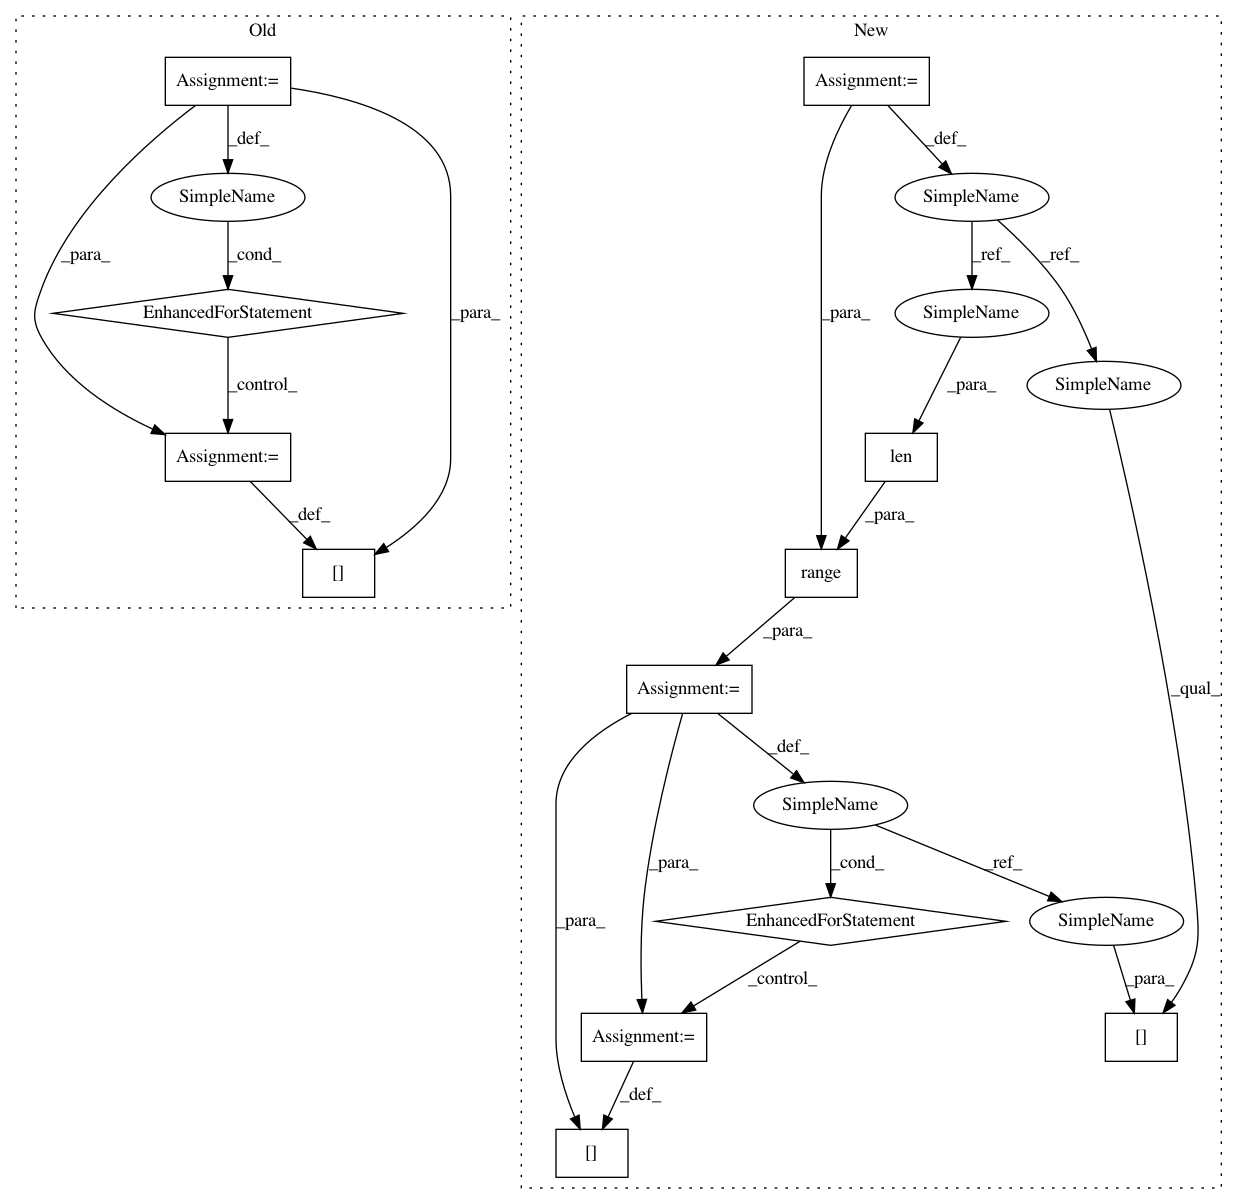 Old
New
Assignment:=
Assignment:=
_def_
_def_
SimpleName
SimpleName
_para_
_cond_
_ref_
_ref_
EnhancedForStatement
_para_
_para_
SimpleName
_control_
_para_
SimpleName
Assignment:=
len
_def_
_para_
[]
range
_para_
Assignment:=
_qual_
_def_
SimpleName
_para_
_cond_
_ref_
_para_
EnhancedForStatement
SimpleName
_control_
_para_
Assignment:=
[]
_def_
[]